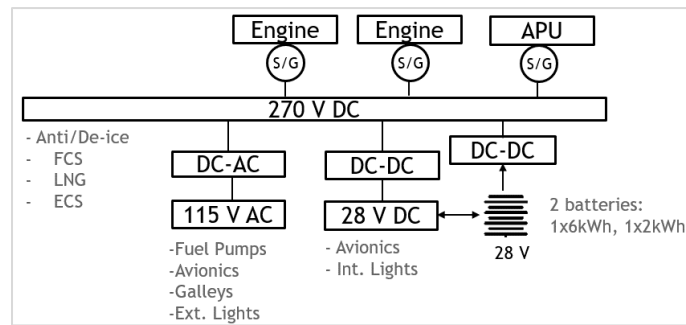 Engine
Engine
APU
S/G
S/G
S/G
270 V DC
- Anti/De-ice
- FCS
- LNG
- ECS
DC-AC
DC-DC
DC-DC
115 V AC
28 V DC
2 batteries:
1x6kWh, 1x2kWh
28 V
-Fuel Pumps
-Avionics
-Galleys
-Ext. Lights
- Avionics
- Int. Lights